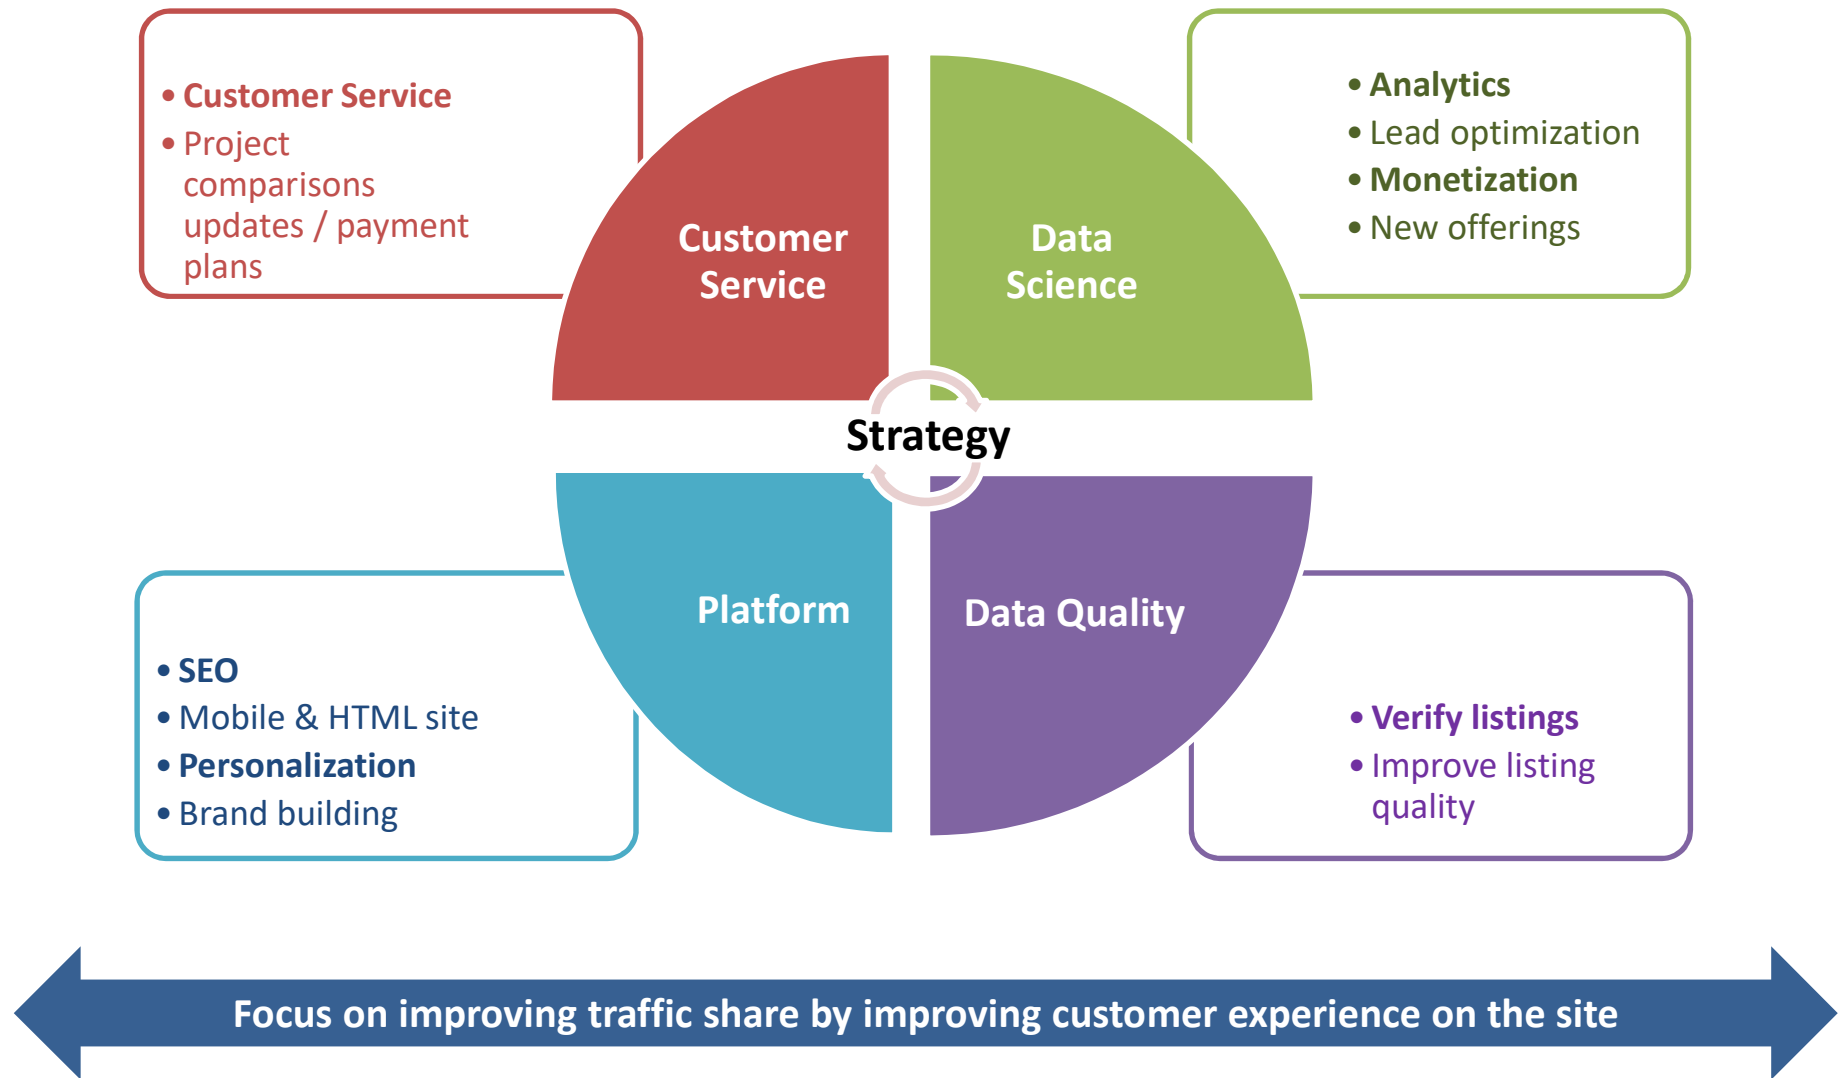 • Customer Service
• Project
comparisons
updates / payment
plans
• Analytics
• Lead optimization
• Monetization
• New offerings
Customer
Service
Data
Science
Strategy
Platform
Data Quality
• SEO
• Mobile & HTML site
• Personalization
• Brand building
• Verify listings
• Improve listing
quality
Focus on improving traffic share by improving customer experience on the site